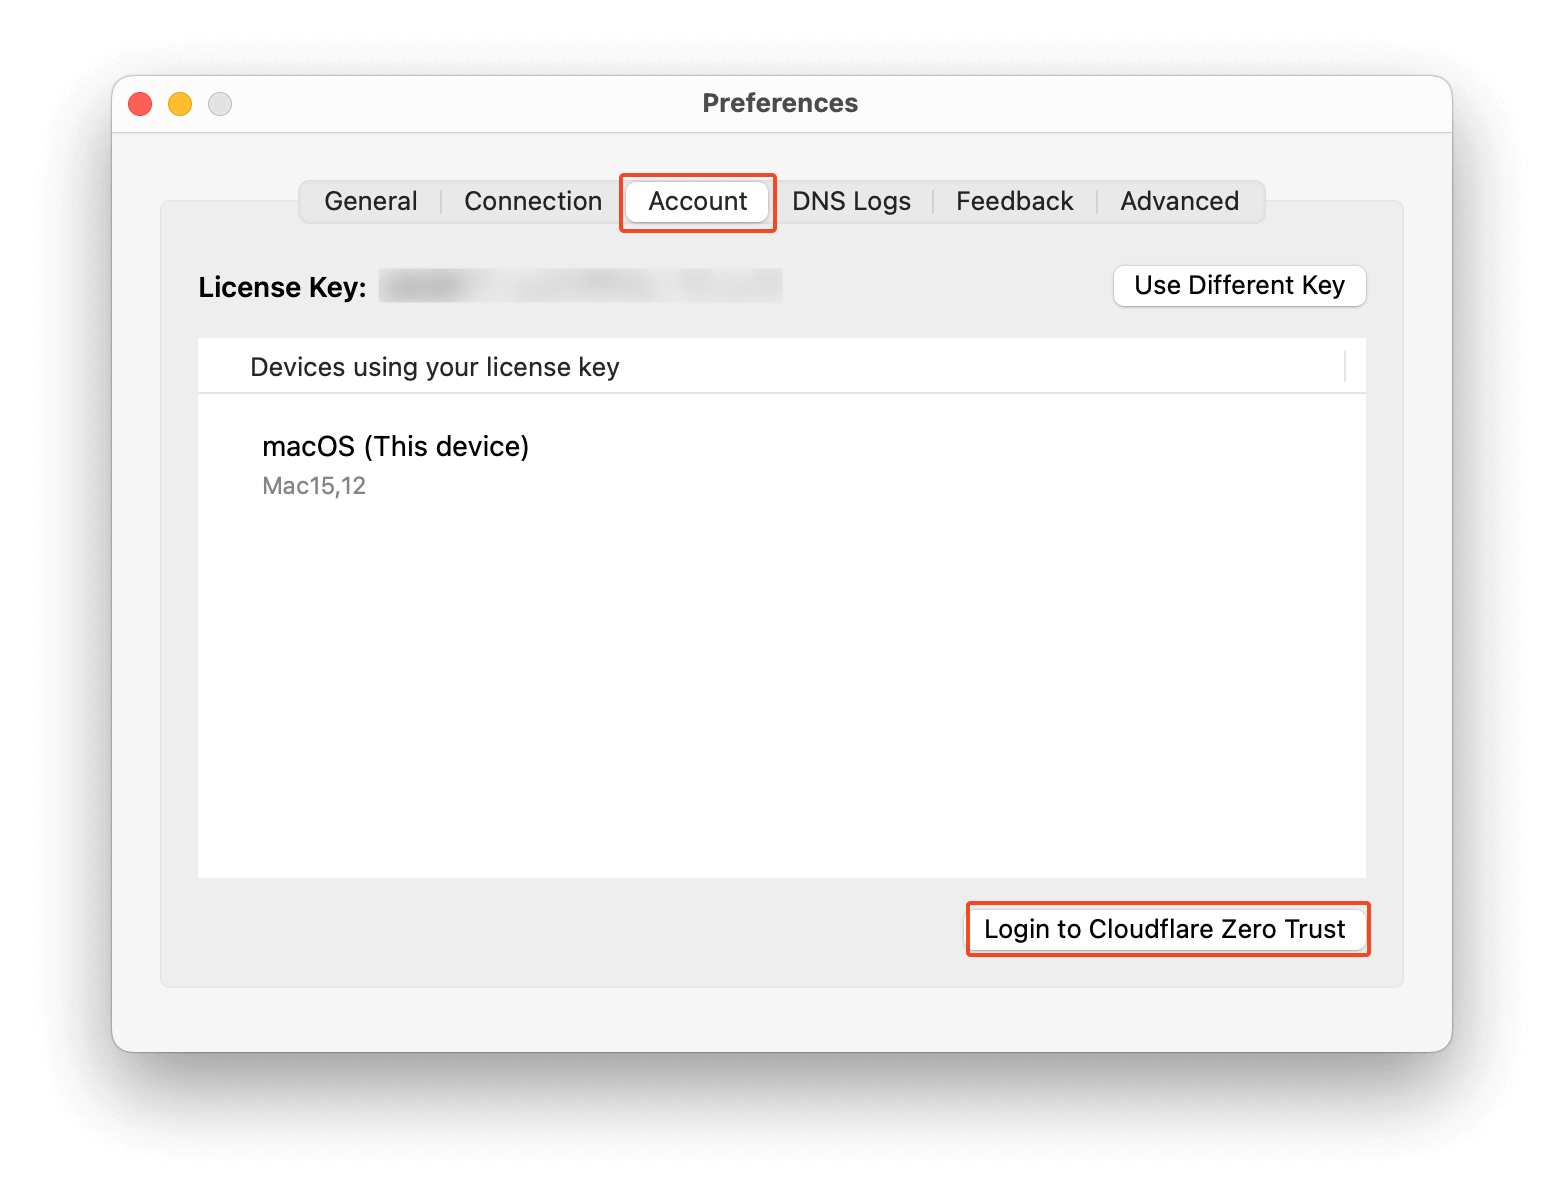 Preferences
General Connection Account DNS Logs Feedback Advanced
License Key:
Use Different Key
Devices using your license key
macOS (This device)
Mac15,12
Login to Cloudflare Zero Trust